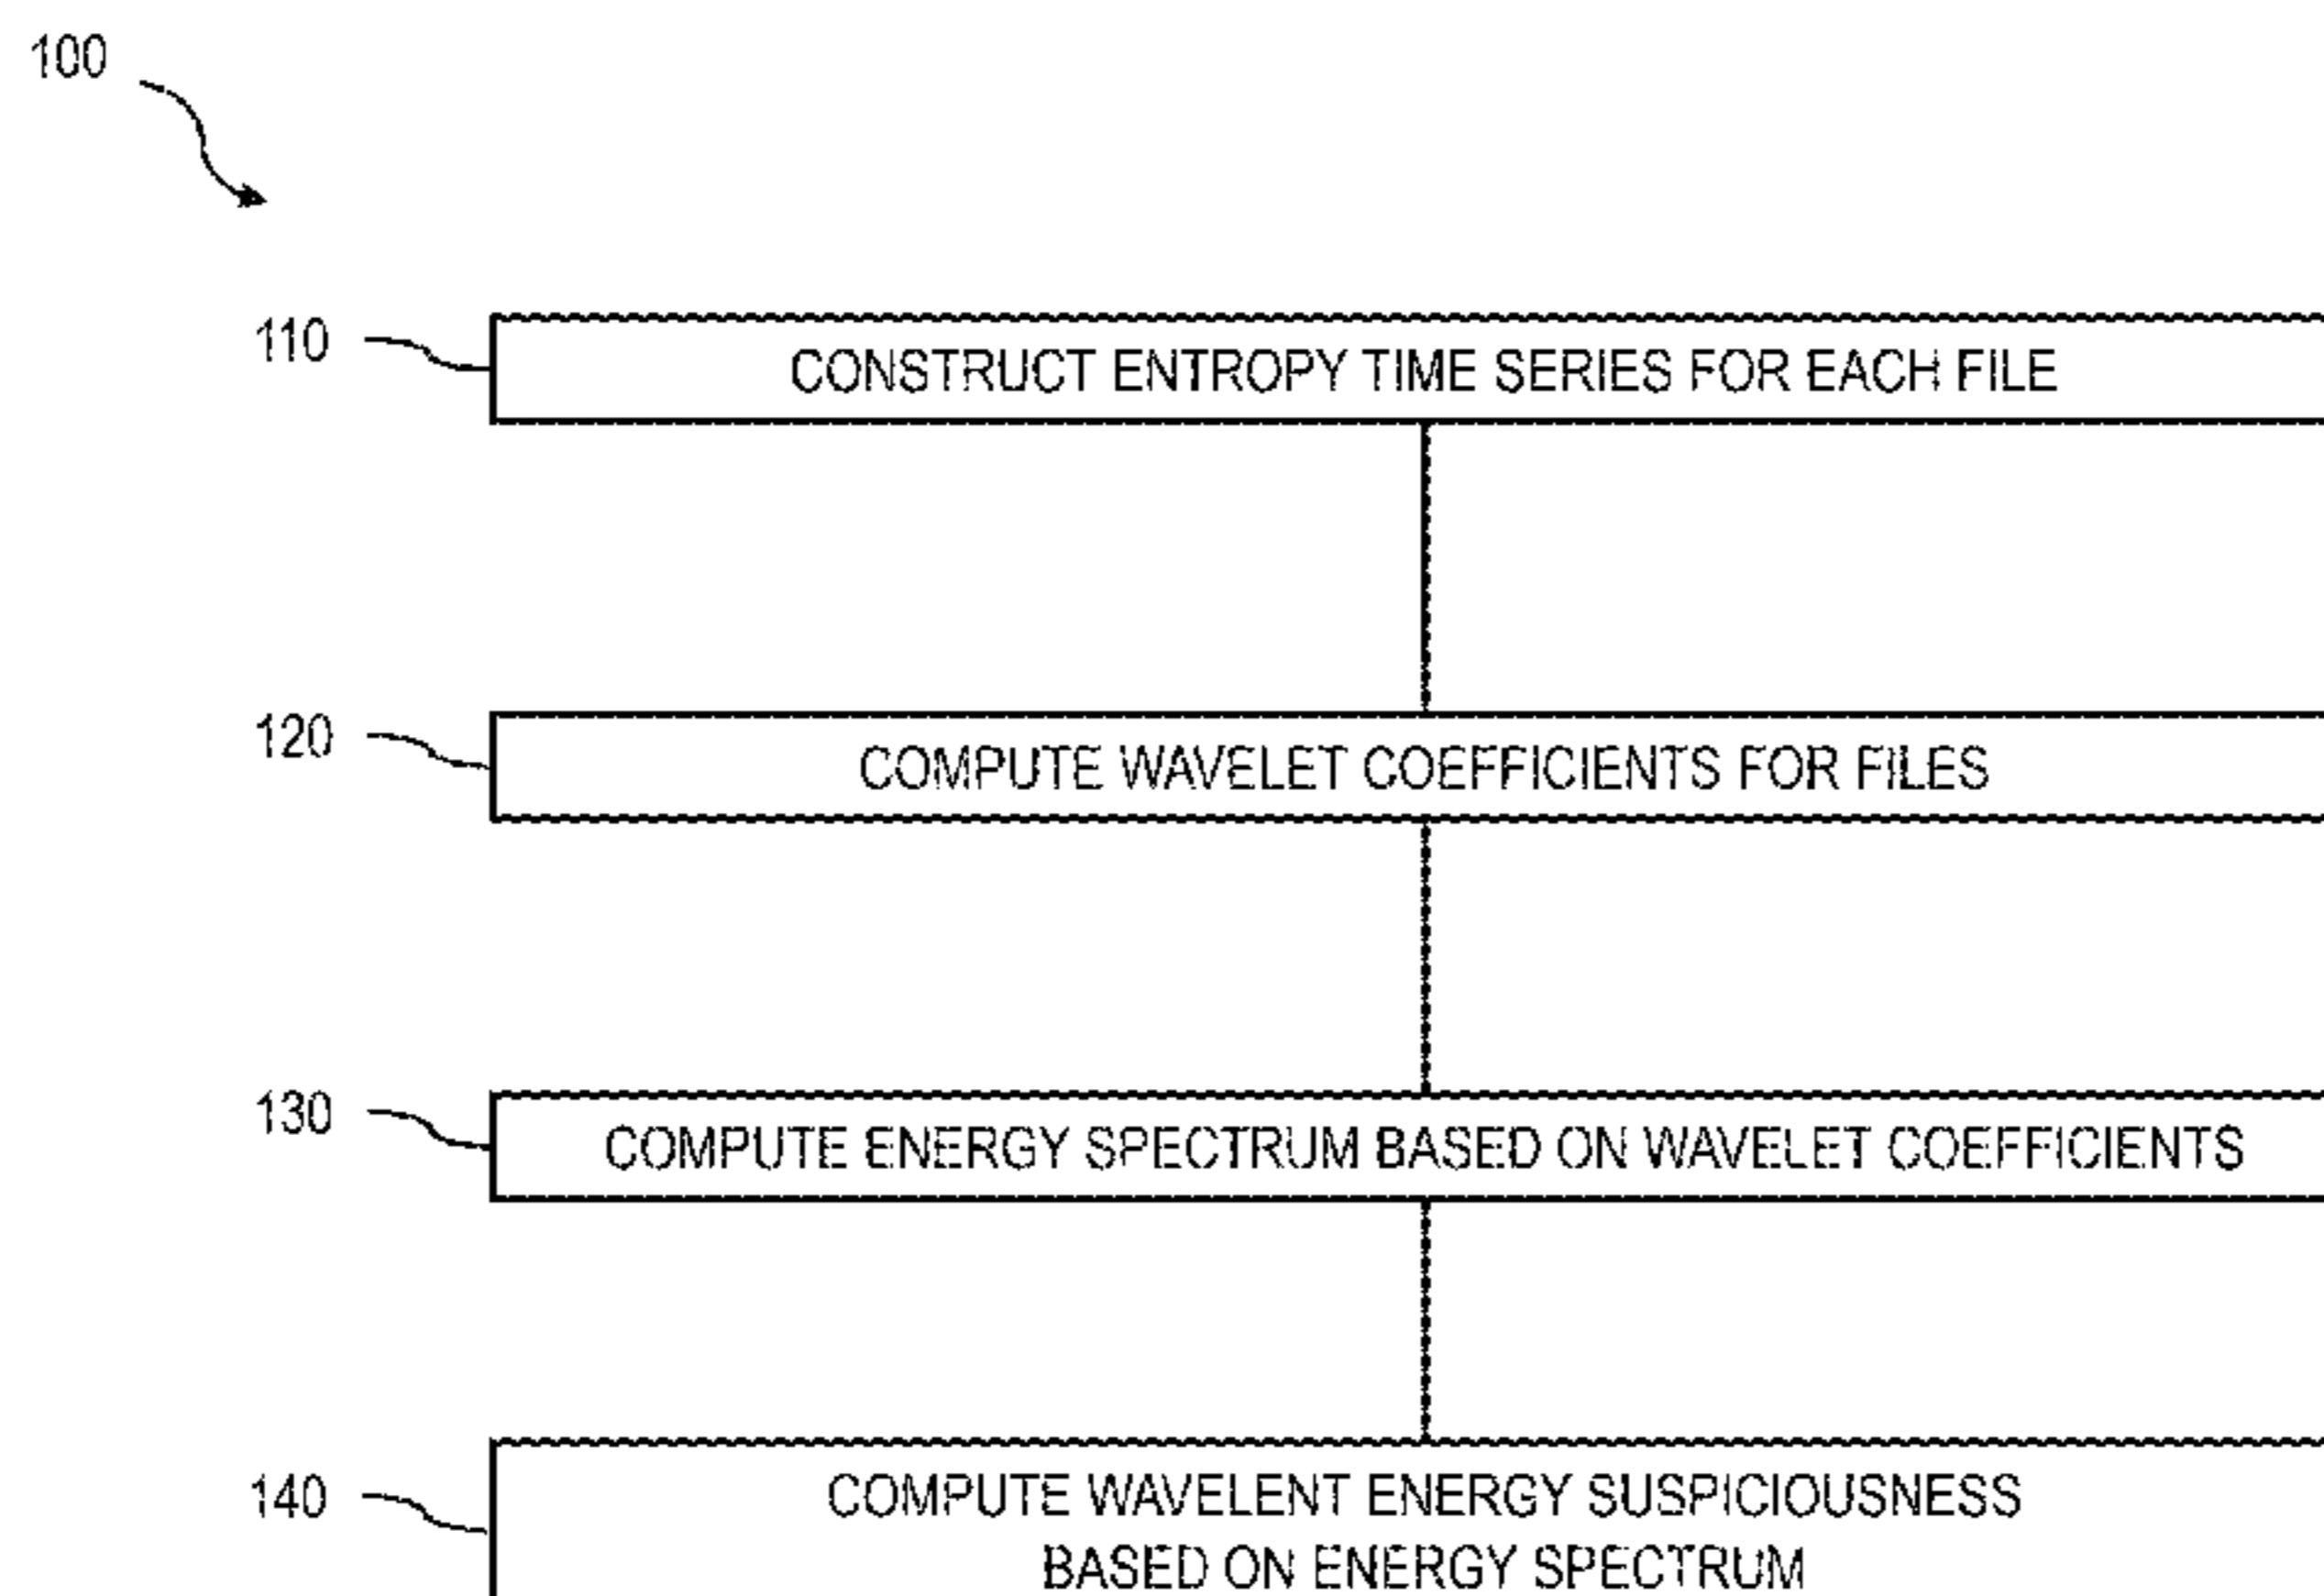 100
110
CONSTRUCT ENTROPY TIME SERIES FOR EACH FILE
120
COMPUTE WAVELET COEFFICIENTS FOR FILES
130
COMPUTE ENERGY SPECTRUM BASED ON WAVELET COEFFICIENTS
140
COMPUTE WAVELENT ENERGY SUSPICIOUSNESS
BASED ON ENERGY SPECTRUM